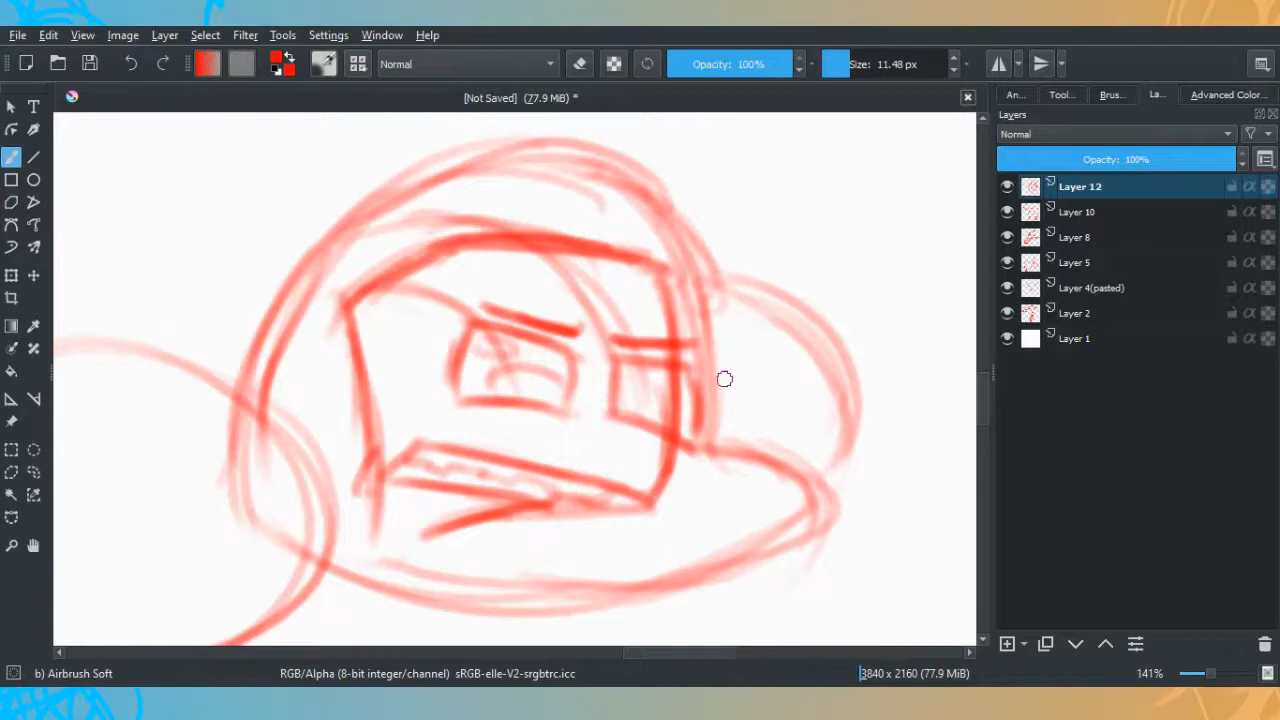 File Edit View Image Layer Select Filter Tools Settings Window Help
Normal Opacity: 100% Size: 11.48 px
[Not Saved] (77.9 MiB) *
An... Tool... Brus... La... Advanced Color...
Layers
Normal
Opacity: 100%
Layer 12
Layer 10
Layer 8
Layer 5
Layer 4(pasted)
Layer 2
Layer 1
b) Airbrush Soft RGB/Alpha (8-bit integer/channel) sRGB-elle-V2-srgbtrc.icc 3840 x 2160 (77.9 MiB) 141%